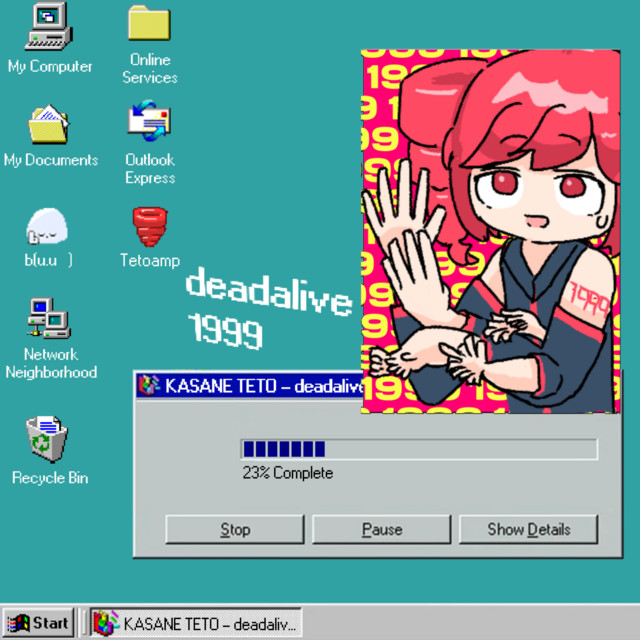 My Computer
Online
Services
My Documents
Outlook
Express
b(u.u   )
Tetoamp
Network
Neighborhood
Recycle Bin
deadalive
1999
1999
KASANE TETO – deadalive
23% Complete
Stop
Pause
Show Details
Start
KASANE TETO – deadaliv...